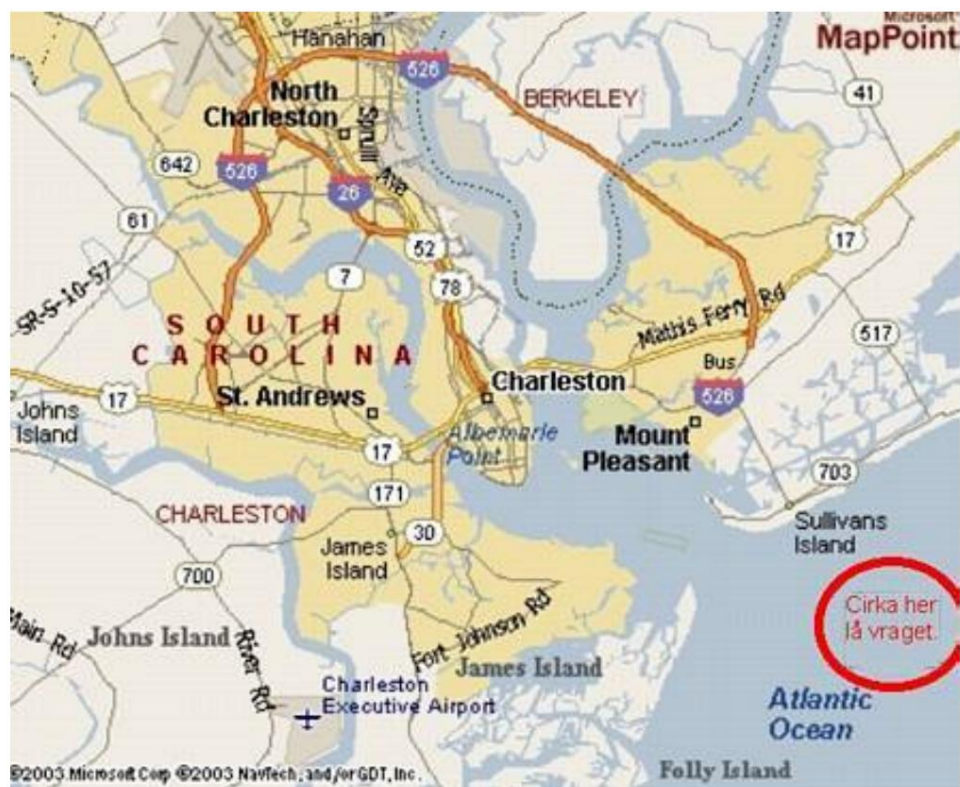 Microsoft
MapPoint
Hanahan
526
BERKELEY
41
North
Charleston
Spruill
Ave
642
526
26
61
52
17
7
78
SR-S-10-57
Mathis Ferry Rd
SOUTH
CAROLINA
517
Bus
526
17
St. Andrews
Charleston
Johns
Island
Albemarle
Point
17
Mount
Pleasant
703
171
CHARLESTON
30
Sullivans
Island
James
Island
700
Cirka her
lå vraget.
Main Rd
Johns Island
River Rd
Fort Johnson Rd
James Island
Charleston
Executive Airport
Atlantic
Ocean
Folly Island
©2003 Microsoft Corp ©2003 NavTech, and/or GDT, Inc.